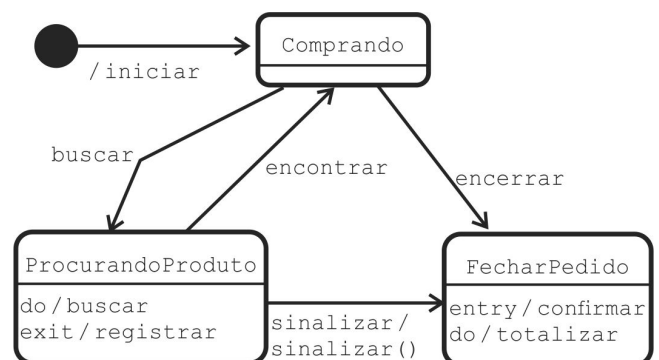 Comprando
/ iniciar
buscar
encontrar
encerrar
ProcurandoProduto
do / buscar
exit / registrar
sinalizar /
sinalizar()
FecharPedido
entry / confirmar
do / totalizar